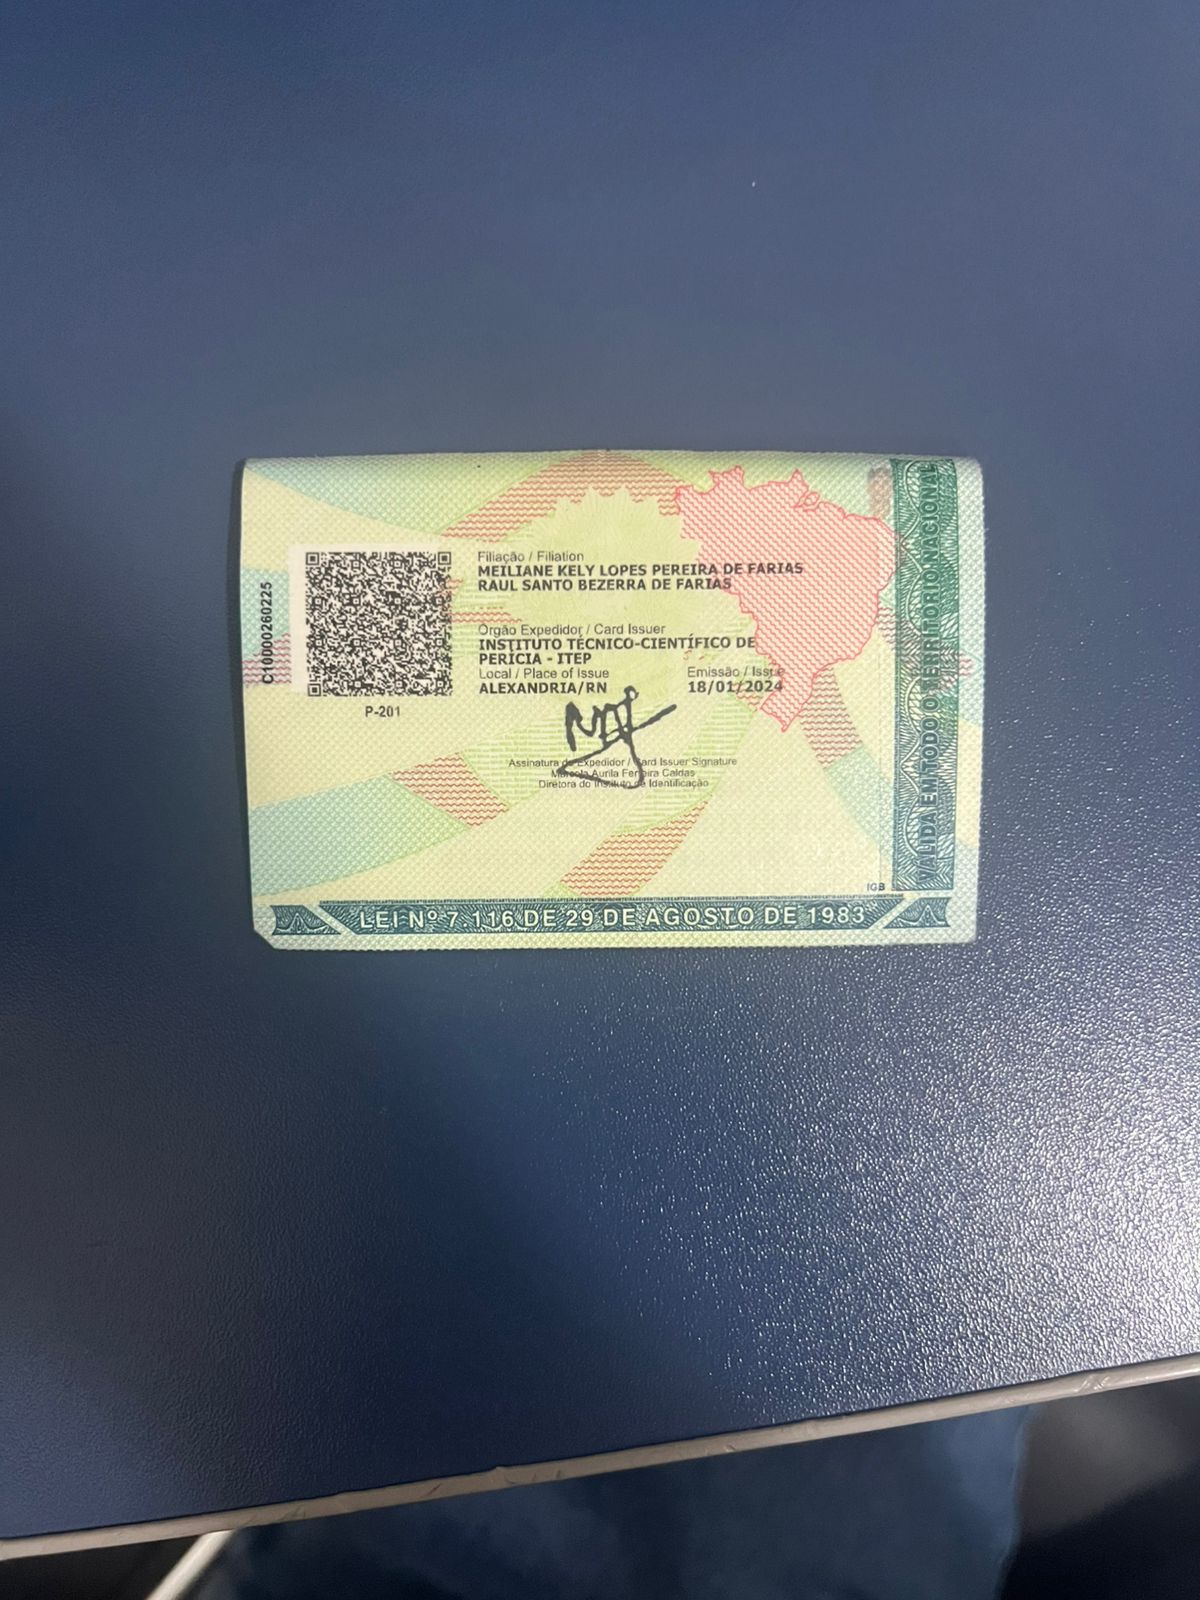 C10000260225
P-201
Filiação / Filiation
MEILIANE KELY LOPES PEREIRA DE FARIAS
RAUL SANTO BEZERRA DE FARIAS
Órgão Expedidor / Card Issuer
INSTITUTO TÉCNICO-CIENTÍFICO DE
PERÍCIA - ITEP
Local / Place of Issue
ALEXANDRIA/RN
Emissão / Issue
18/01/2024
Assinatura do Expedidor / Card Issuer Signature
Aurila Ferreira Caldas
Diretora do Instituto de Identificação
IGB
VÁLIDA EM TODO O TERRITÓRIO NACIONAL
LEI Nº 7.116 DE 29 DE AGOSTO DE 1983